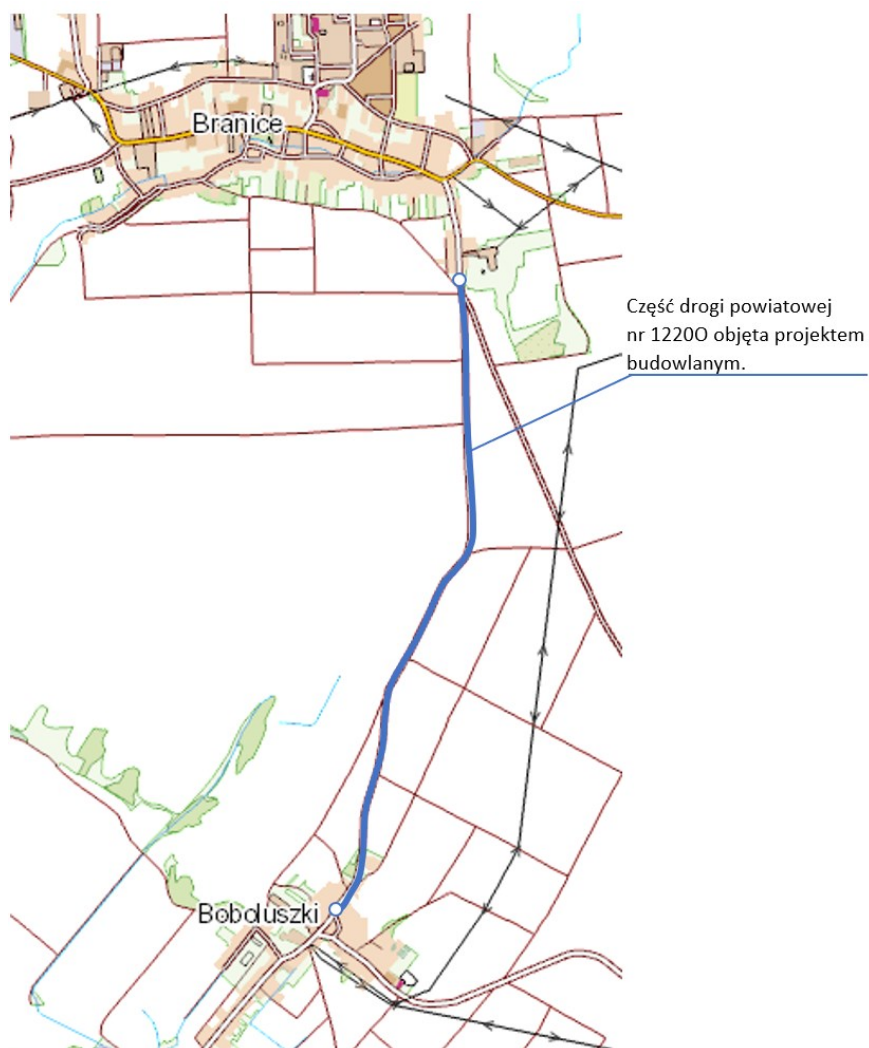 Branice
Część drogi powiatowej
nr 1220O objęta projektem
budowlanym.
Boboluszki